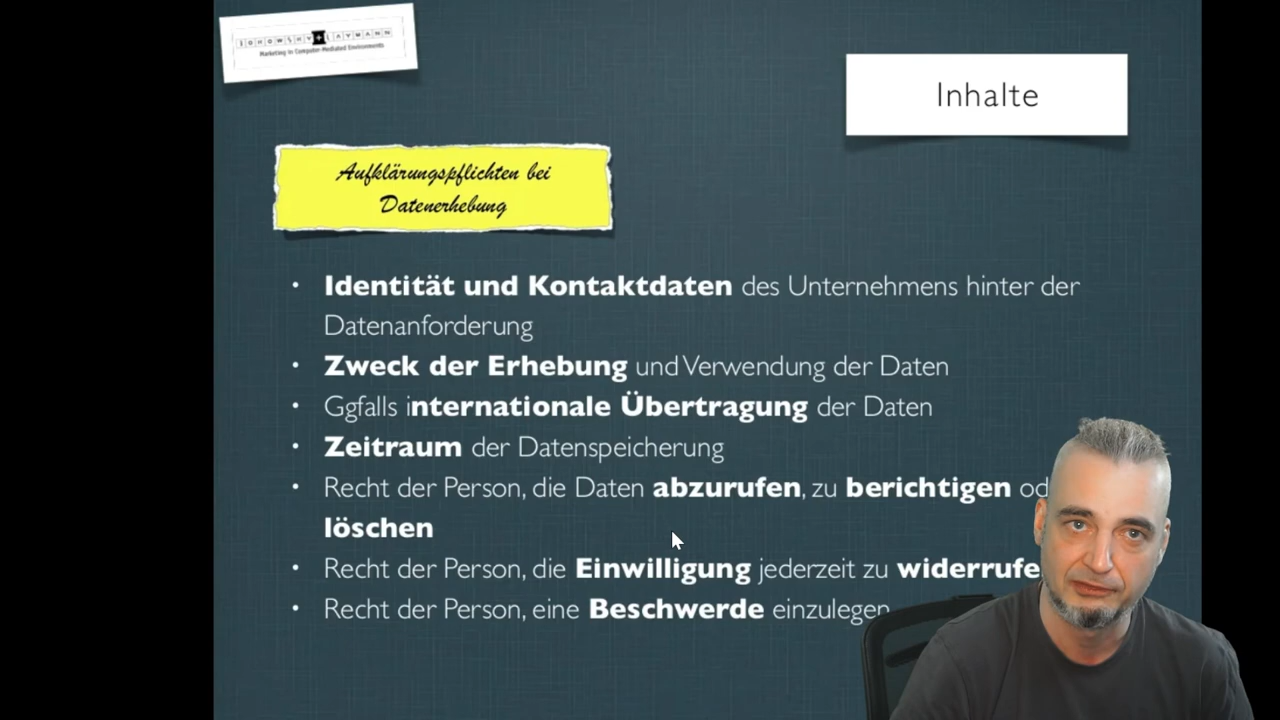 Marketing in Computer-Mediated Environments
Inhalte
Aufklärungspflichten bei
Datenerhebung
• Identität und Kontaktdaten des Unternehmens hinter der
Datenanforderung
• Zweck der Erhebung und Verwendung der Daten
• Ggfalls internationale Übertragung der Daten
• Zeitraum der Datenspeicherung
• Recht der Person, die Daten abzurufen, zu berichtigen od
löschen
• Recht der Person, die Einwilligung jederzeit zu widerrufe
• Recht der Person, eine Beschwerde einzulegen